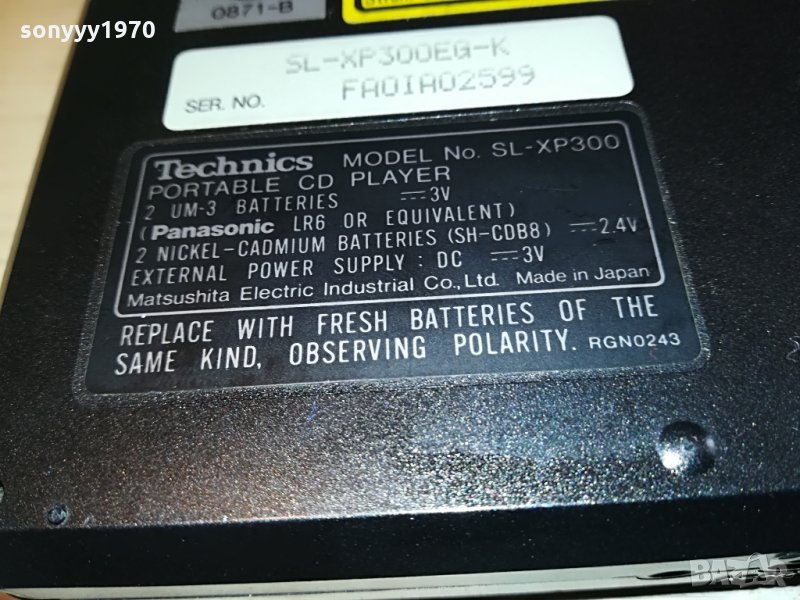 sonyyy1970
0871-B
SL-XP300EG-K
SER. NO. FA0IA02599
Technics MODEL No. SL-XP300
PORTABLE CD PLAYER
2 UM-3 BATTERIES ⎓ 3V
(Panasonic LR6 OR EQUIVALENT)
2 NICKEL-CADMIUM BATTERIES (SH-CDB8) ⎓ 2.4V
EXTERNAL POWER SUPPLY : DC ⎓ 3V
Matsushita Electric Industrial Co., Ltd. Made in Japan
REPLACE WITH FRESH BATTERIES OF THE
SAME KIND, OBSERVING POLARITY. RGN0243
bazar